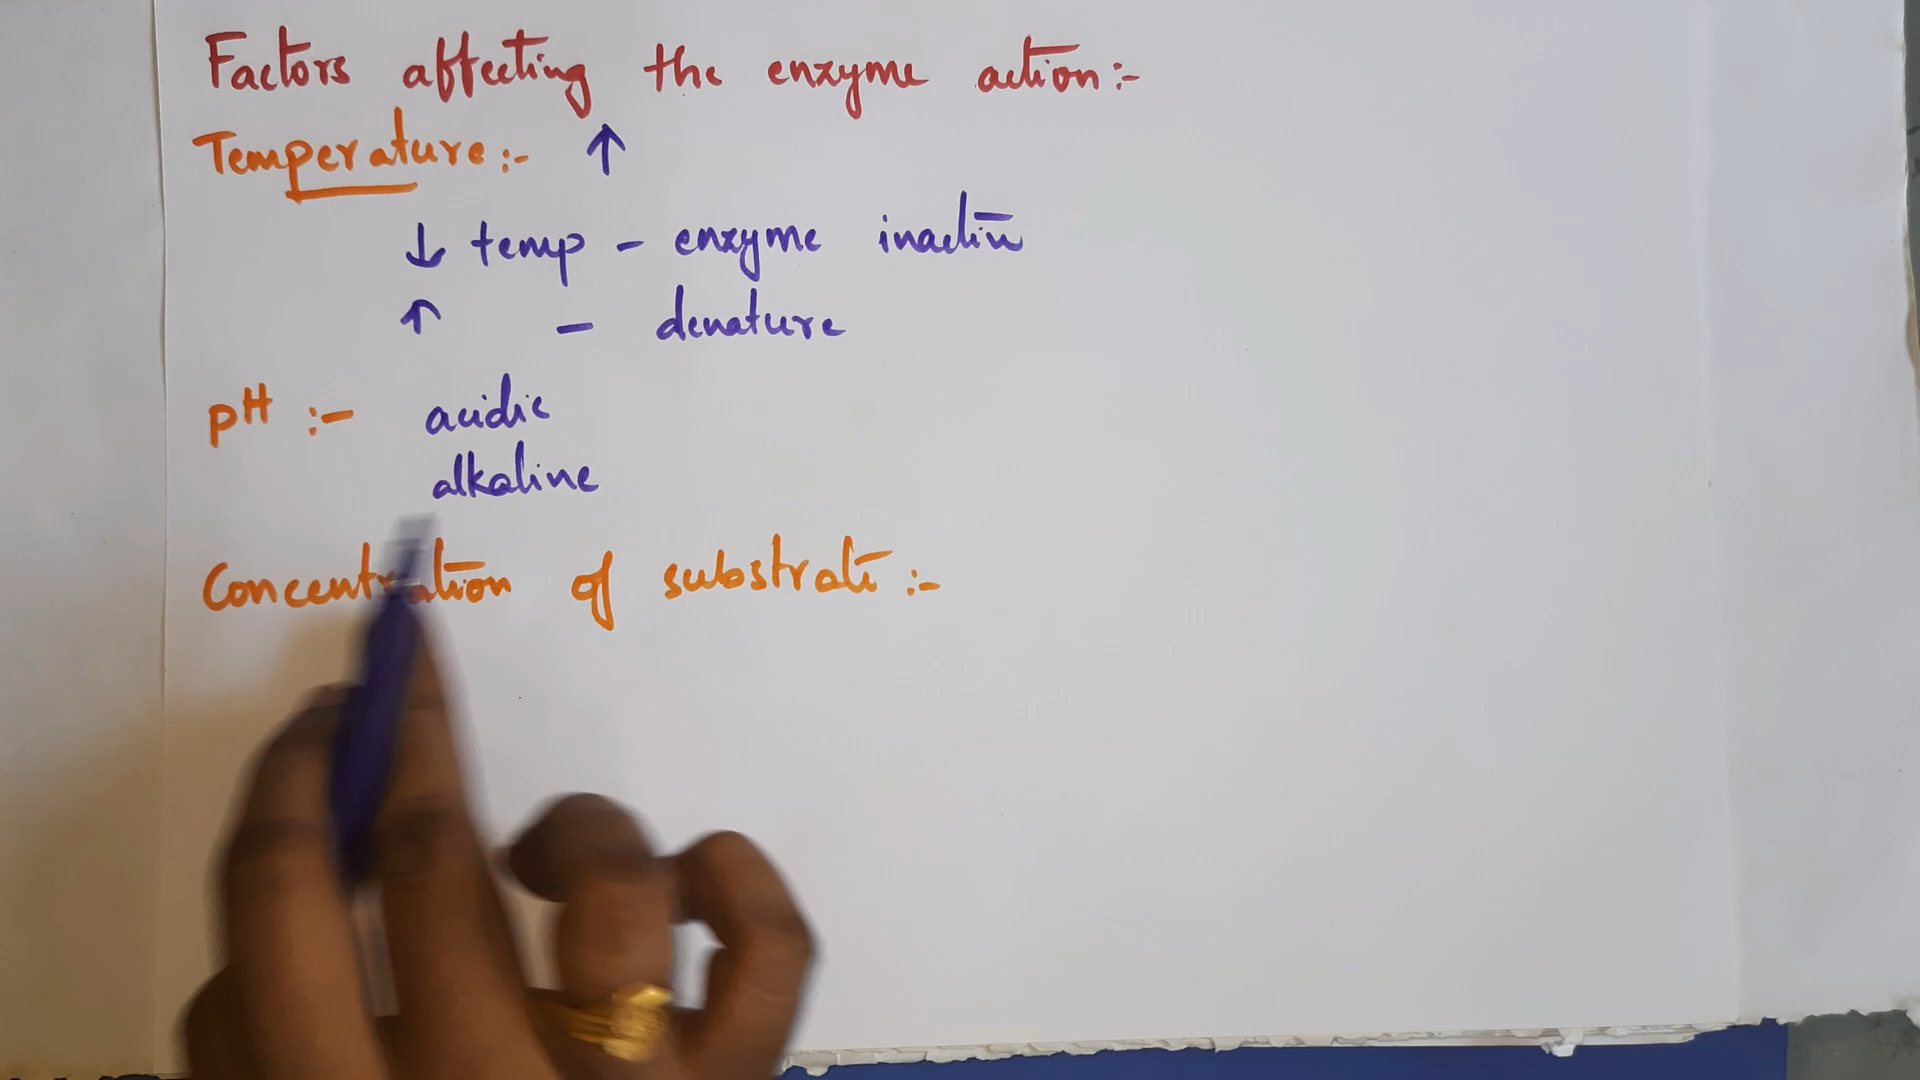 Factors affecting the enzyme action:-
Temperature:- ↑
↓ temp - enzyme inactive
↑ - denature
pH :- acidic
alkaline
Concentration of substrate :-